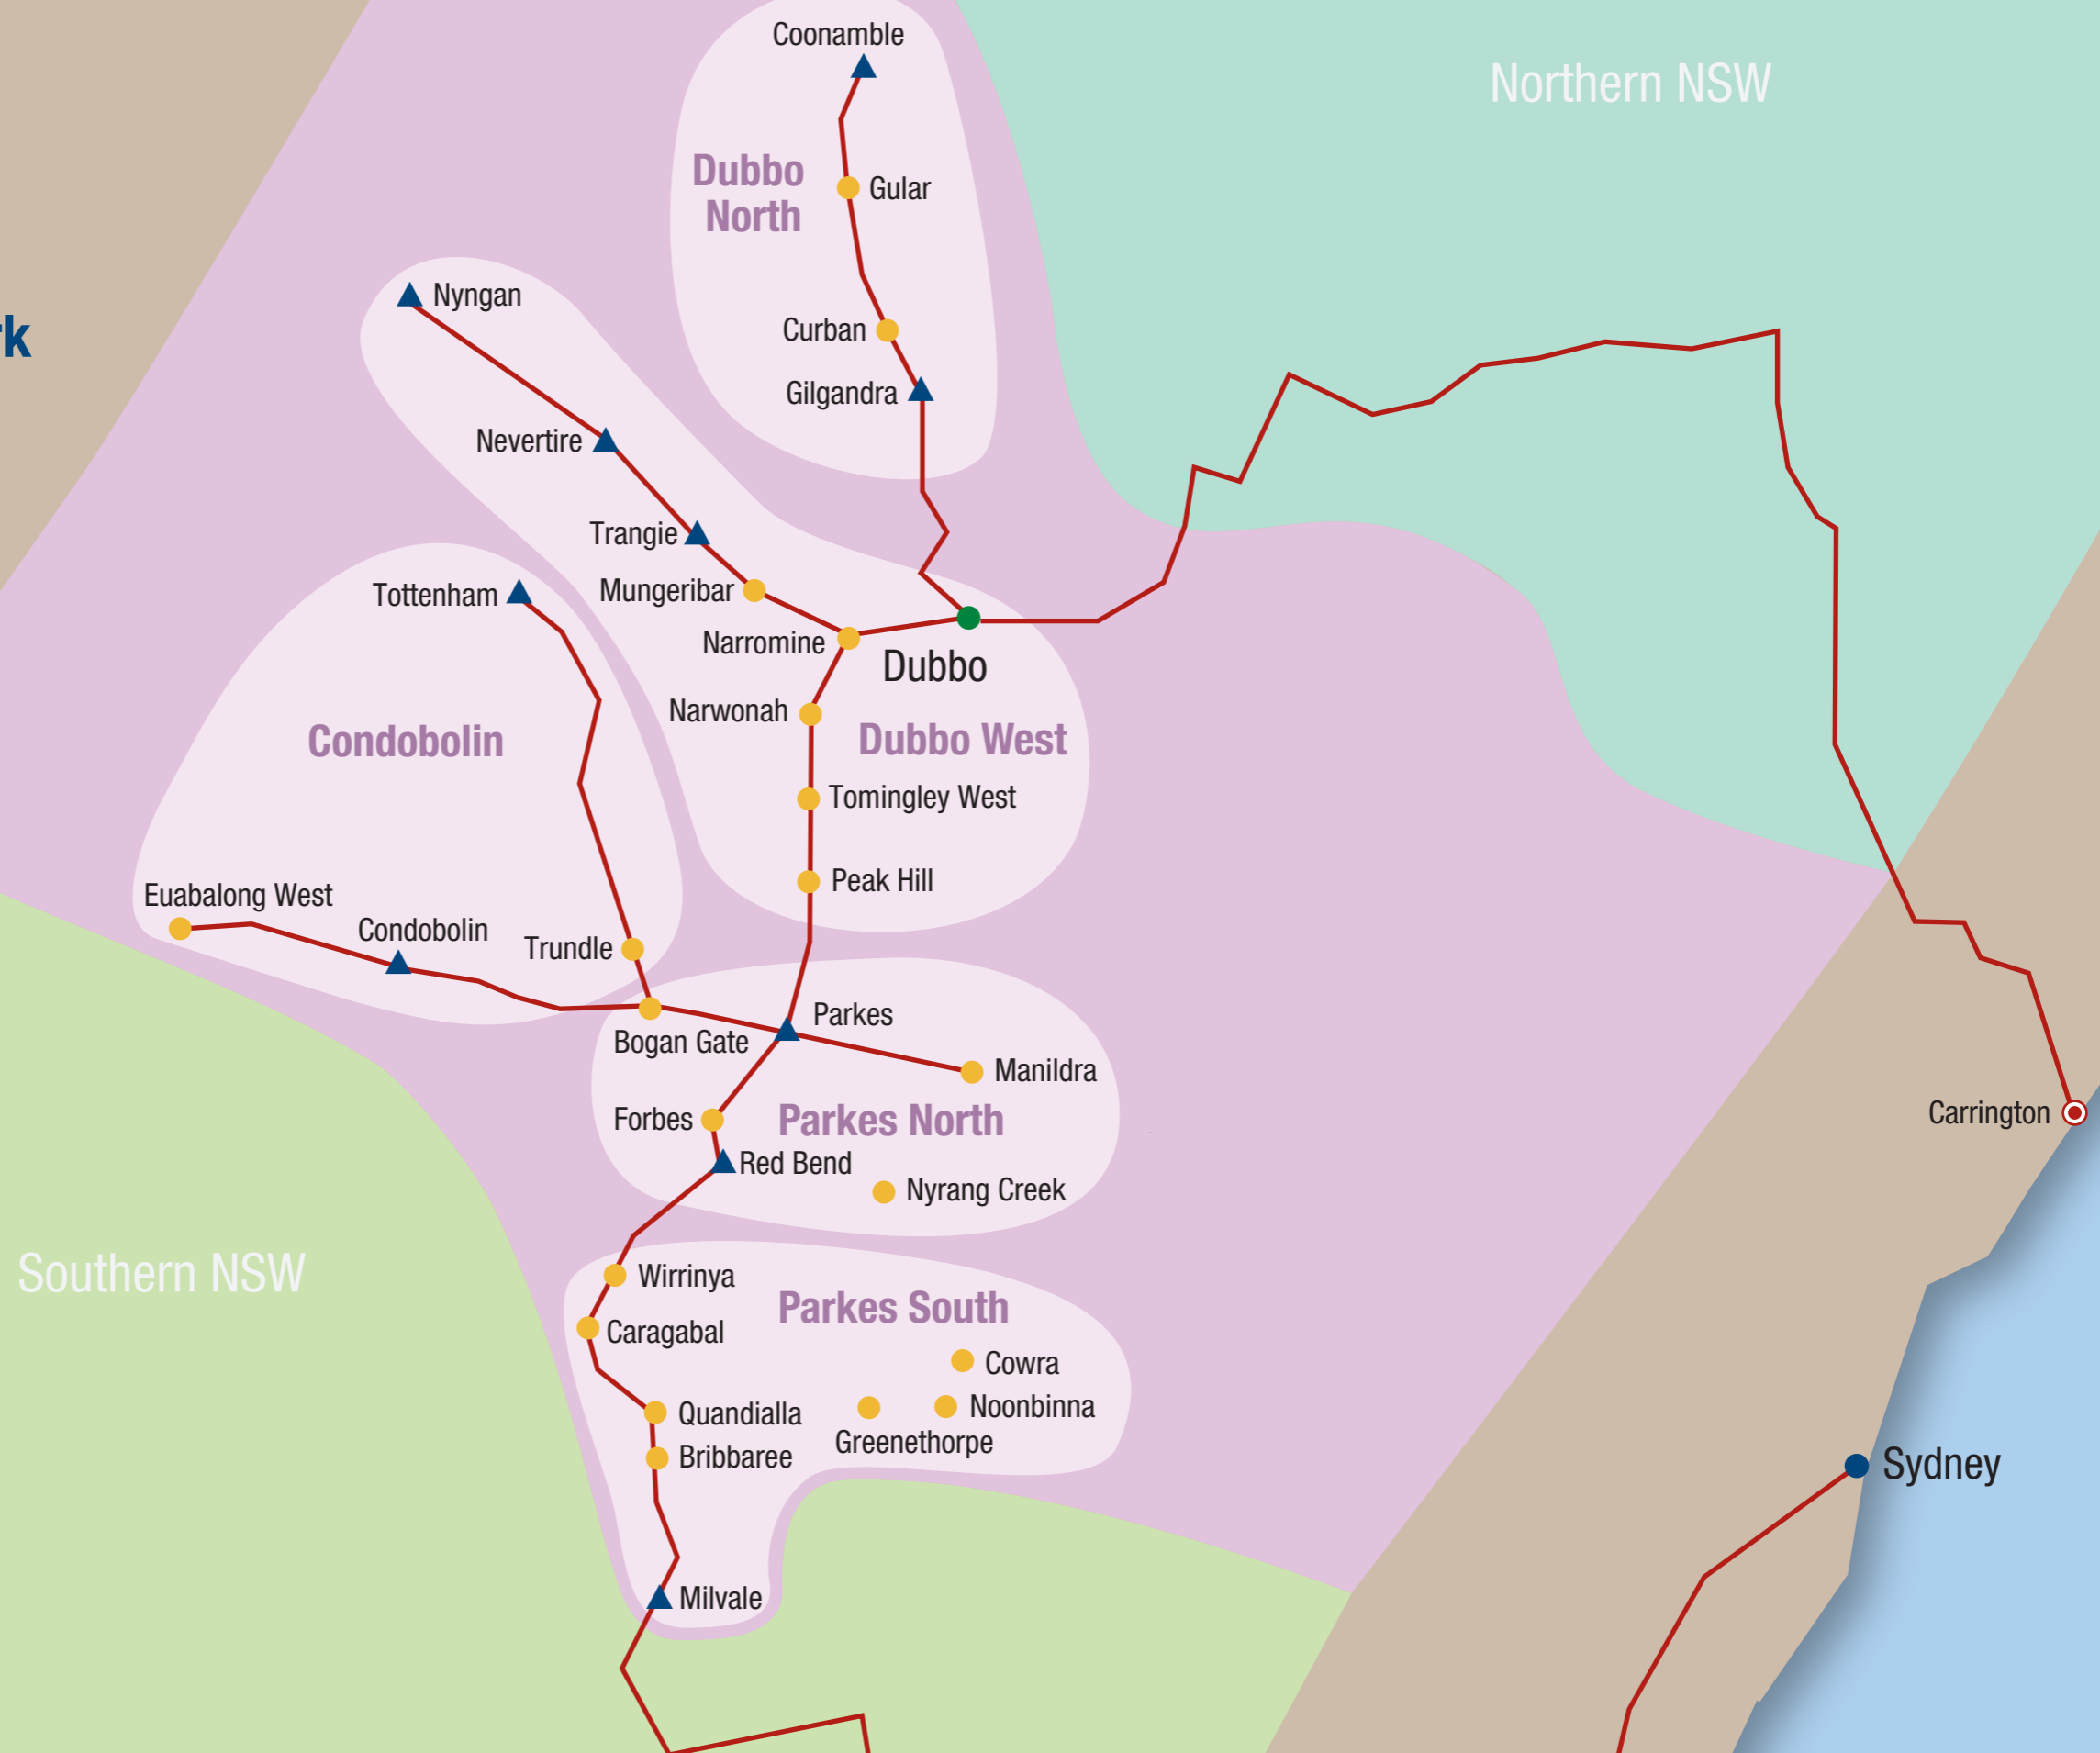 Coonamble
Northern NSW
Dubbo
North
Gular
Nyngan
Curban
rk
Gilgandra
Nevertire
Trangie
Mungeribar
Tottenham
Narromine
Dubbo
Narwonah
Condobolin
Dubbo West
Tomingley West
Peak Hill
Euabalong West
Condobolin
Trundle
Parkes
Bogan Gate
Manildra
Forbes
Parkes North
Carrington
Red Bend
Nyrang Creek
Southern NSW
Wirrinya
Parkes South
Caragabal
Cowra
Noonbinna
Quandialla
Greenethorpe
Bribbaree
Sydney
Milvale